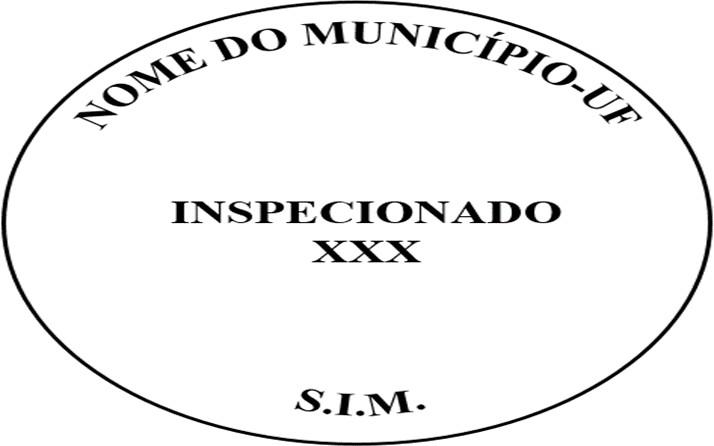 NOME DO MUNICÍPIO-UF
INSPECIONADO
XXX
S.I.M.